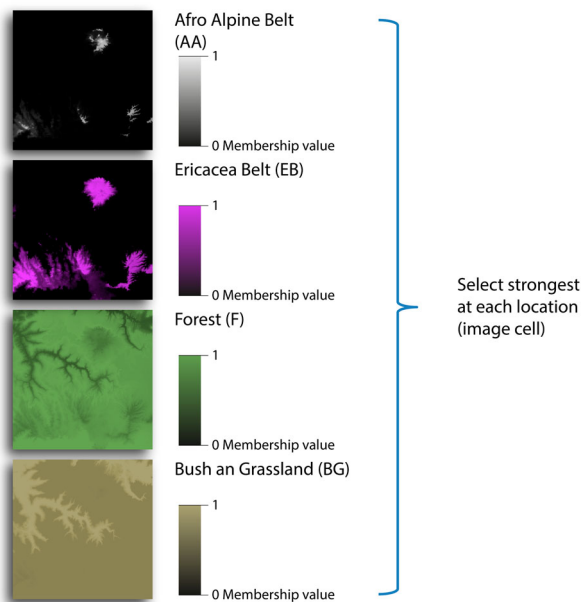 Afro Alpine Belt
(AA)
1
0 Membership value
Ericacea Belt (EB)
1
0 Membership value
Forest (F)
1
0 Membership value
Bush an Grassland (BG)
1
0 Membership value
Select strongest
at each location
(image cell)